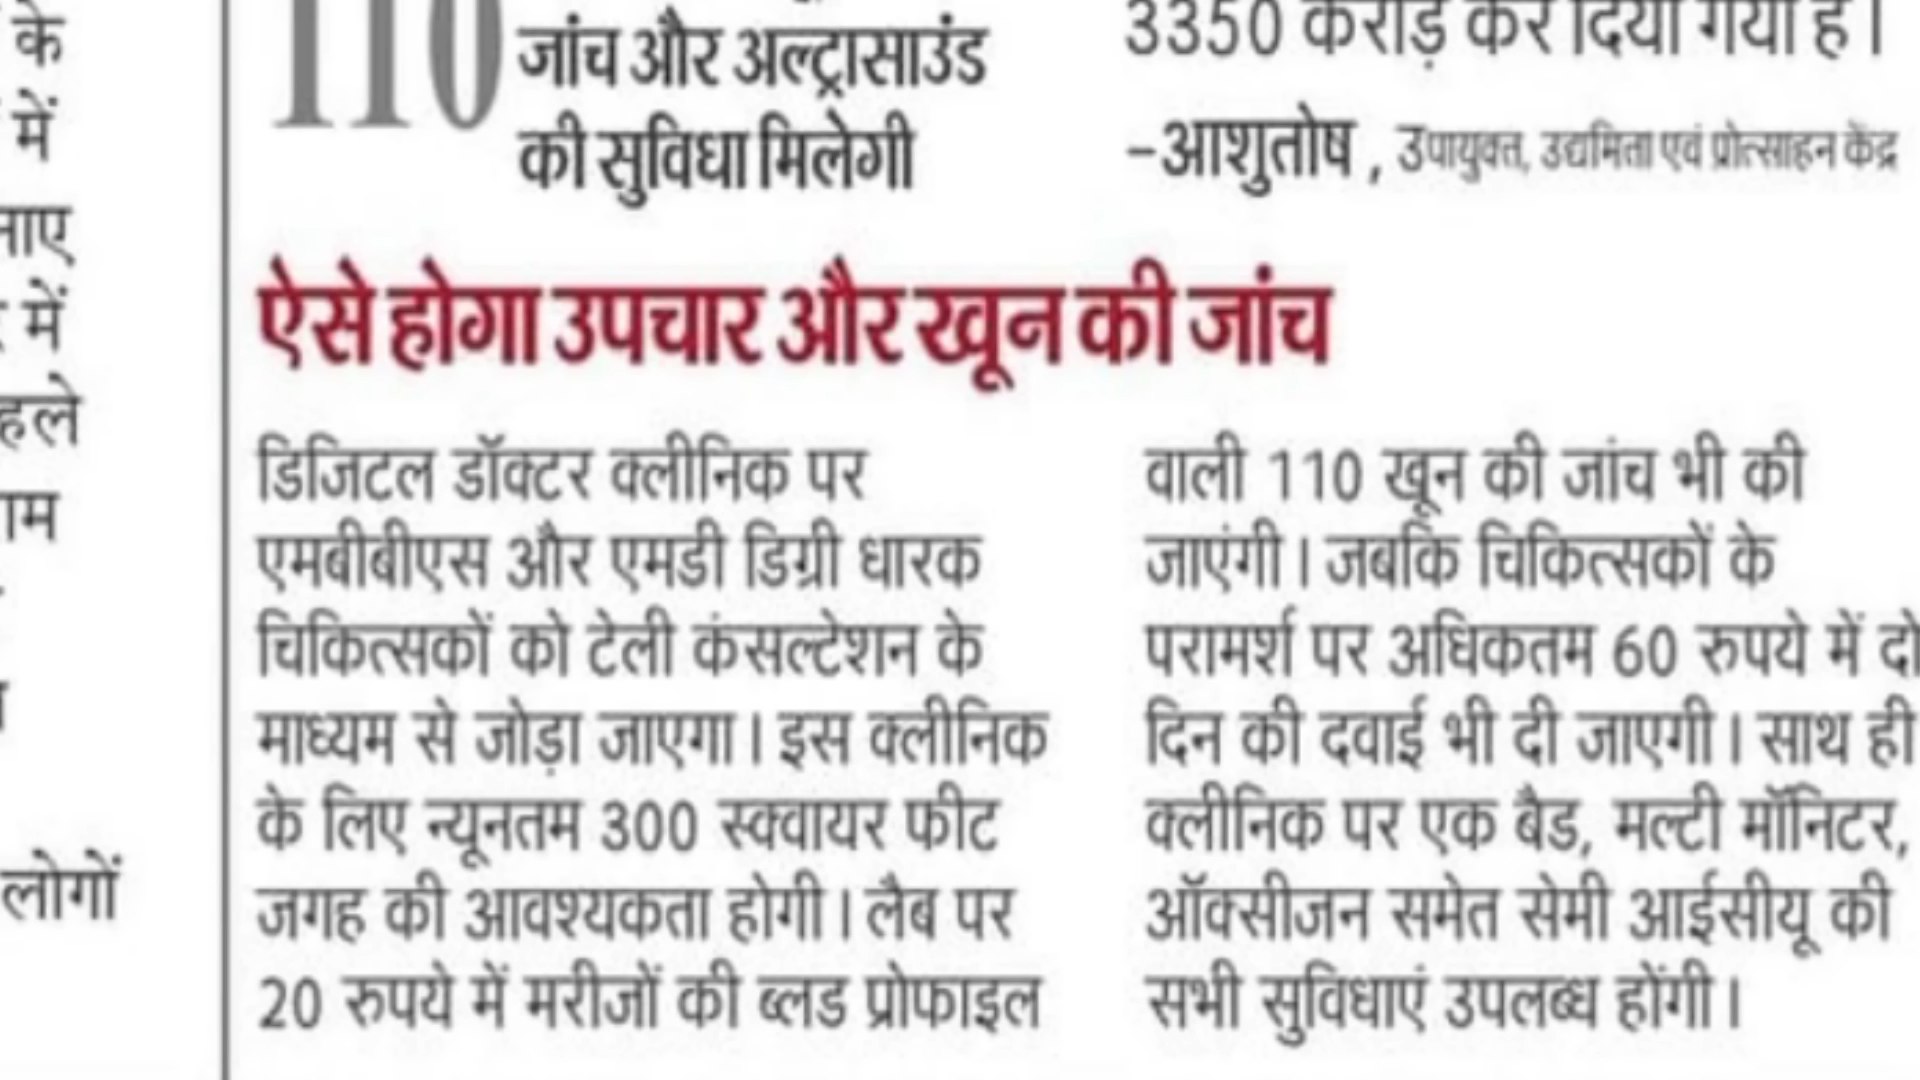 के
में
में
लोगों
110
जांच और अल्ट्रासाउंड
की सुविधा मिलेगी
3350 करोड़ कर दिया गया है।
–आशुतोष , उपायुक्त, उद्यमिता एवं प्रोत्साहन केंद्र
ऐसे होगा उपचार और खून की जांच
डिजिटल डॉक्टर क्लीनिक पर
एमबीबीएस और एमडी डिग्री धारक
चिकित्सकों को टेली कंसल्टेशन के
माध्यम से जोड़ा जाएगा। इस क्लीनिक
के लिए न्यूनतम 300 स्क्वायर फीट
जगह की आवश्यकता होगी। लैब पर
20 रुपये में मरीजों की ब्लड प्रोफाइल
वाली 110 खून की जांच भी की
जाएंगी। जबकि चिकित्सकों के
परामर्श पर अधिकतम 60 रुपये में दो
दिन की दवाई भी दी जाएगी। साथ ही
क्लीनिक पर एक बैड, मल्टी मॉनिटर,
ऑक्सीजन समेत सेमी आईसीयू की
सभी सुविधाएं उपलब्ध होंगी।